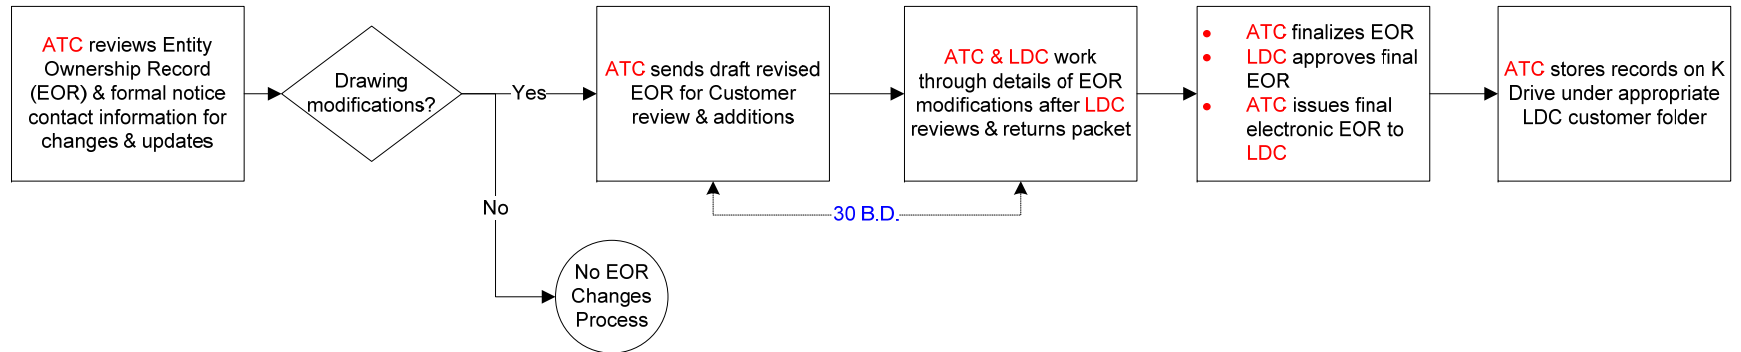 ATC reviews Entity
Ownership Record
(EOR) & formal notice
contact information for
changes & updates
Drawing
modifications?
Yes
No
No EOR
Changes
Process
ATC sends draft revised
EOR for Customer
review & additions
30 B.D.
ATC & LDC work
through details of EOR
modifications after LDC
reviews & returns packet
• ATC finalizes EOR
• LDC approves final
EOR
• ATC issues final
electronic EOR to
LDC
ATC stores records on K
Drive under appropriate
LDC customer folder